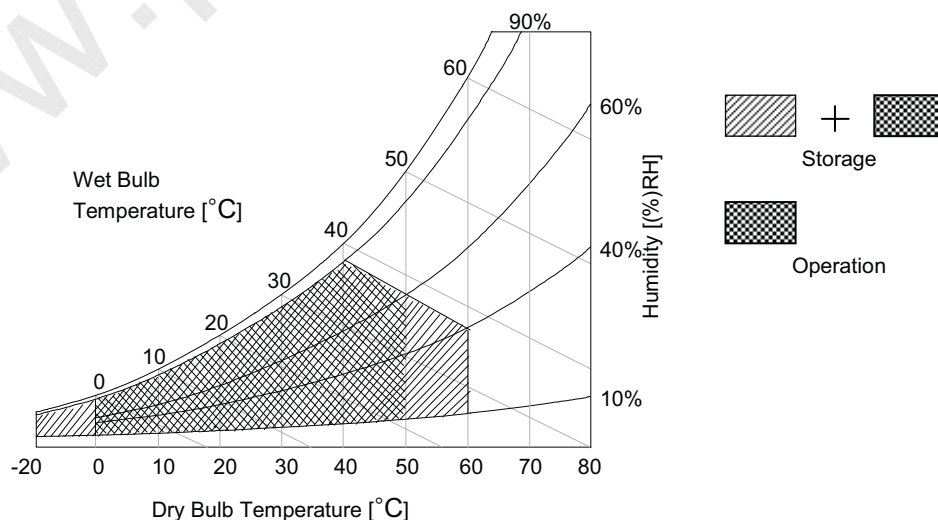 90%
60
60%
50
Wet Bulb
Temperature [°C]
Storage
40
40%
Humidity [(%)RH]
30
Operation
20
10
0
10%
-20 0 10 20 30 40 50 60 70 80
Dry Bulb Temperature [°C]